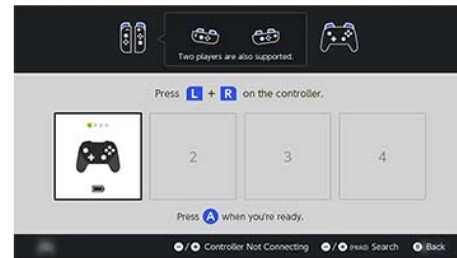 Two players are also supported.
Press L + R on the controller.
2
3
4
Press A when you're ready.
−/+ Controller Not Connecting −/+ (Hold) Search B Back